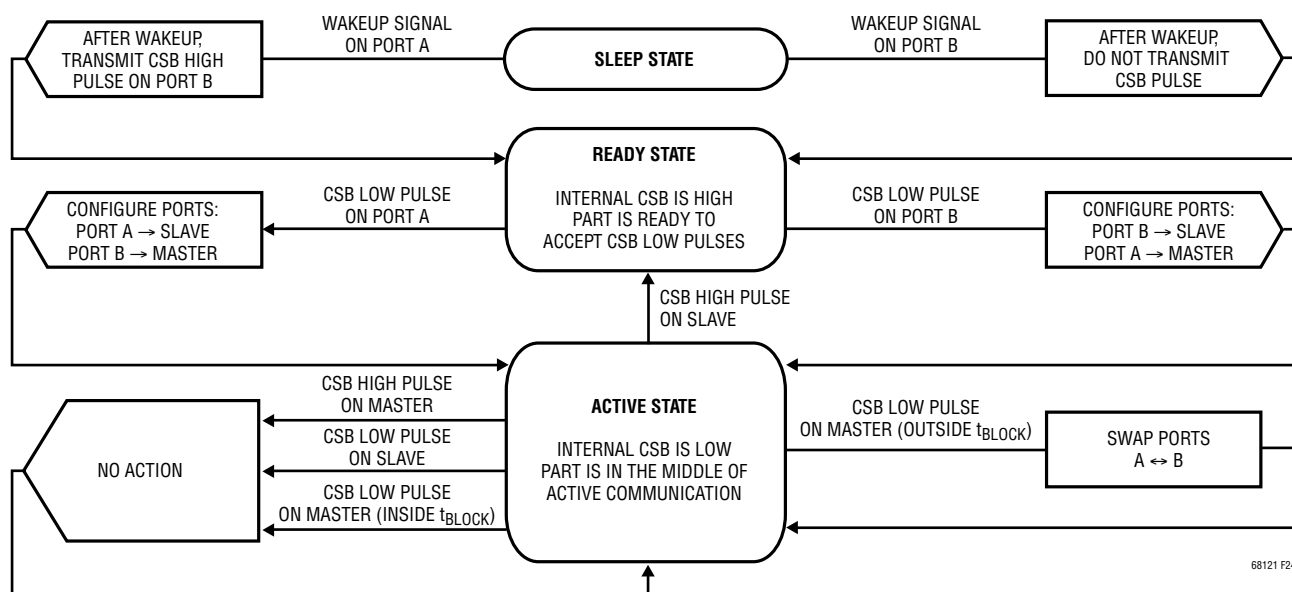 AFTER WAKEUP,
TRANSMIT CSB HIGH
PULSE ON PORT B
WAKEUP SIGNAL
ON PORT A
SLEEP STATE
WAKEUP SIGNAL
ON PORT B
AFTER WAKEUP,
DO NOT TRANSMIT
CSB PULSE
READY STATE
INTERNAL CSB IS HIGH
PART IS READY TO
ACCEPT CSB LOW PULSES
CONFIGURE PORTS:
PORT A → SLAVE
PORT B → MASTER
CSB LOW PULSE
ON PORT A
CSB LOW PULSE
ON PORT B
CONFIGURE PORTS:
PORT B → SLAVE
PORT A → MASTER
CSB HIGH PULSE
ON SLAVE
ACTIVE STATE
INTERNAL CSB IS LOW
PART IS IN THE MIDDLE OF
ACTIVE COMMUNICATION
NO ACTION
CSB HIGH PULSE
ON MASTER
CSB LOW PULSE
ON SLAVE
CSB LOW PULSE
ON MASTER (INSIDE tBLOCK)
CSB LOW PULSE
ON MASTER (OUTSIDE tBLOCK)
SWAP PORTS
A ↔ B
68121 F24